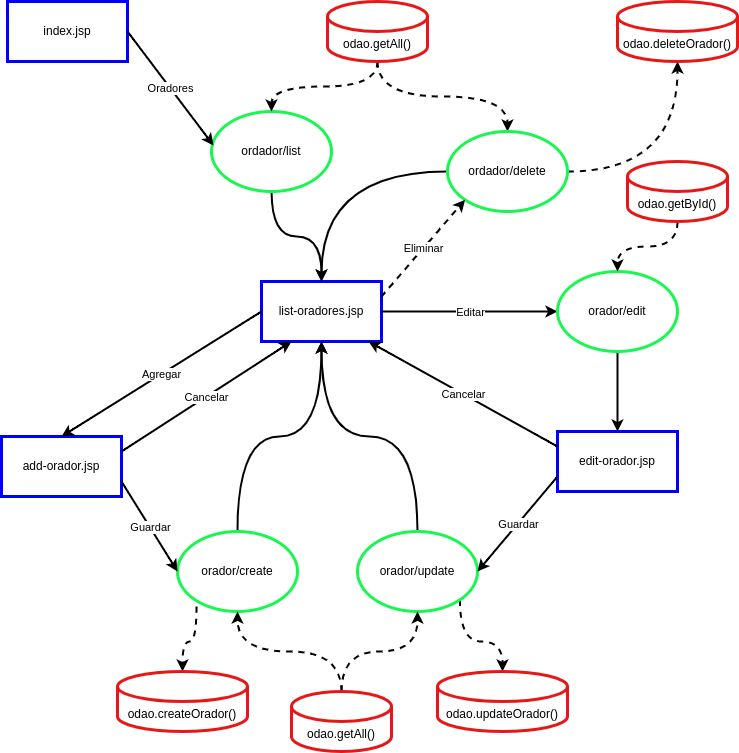 index.jsp
odao.getAll()
odao.deleteOrador()
Oradores
ordador/list
ordador/delete
odao.getById()
Eliminar
list-oradores.jsp
Editar
orador/edit
Agregar
Cancelar
Cancelar
add-orador.jsp
edit-orador.jsp
Guardar
Guardar
orador/create
orador/update
odao.createOrador()
odao.getAll()
odao.updateOrador()